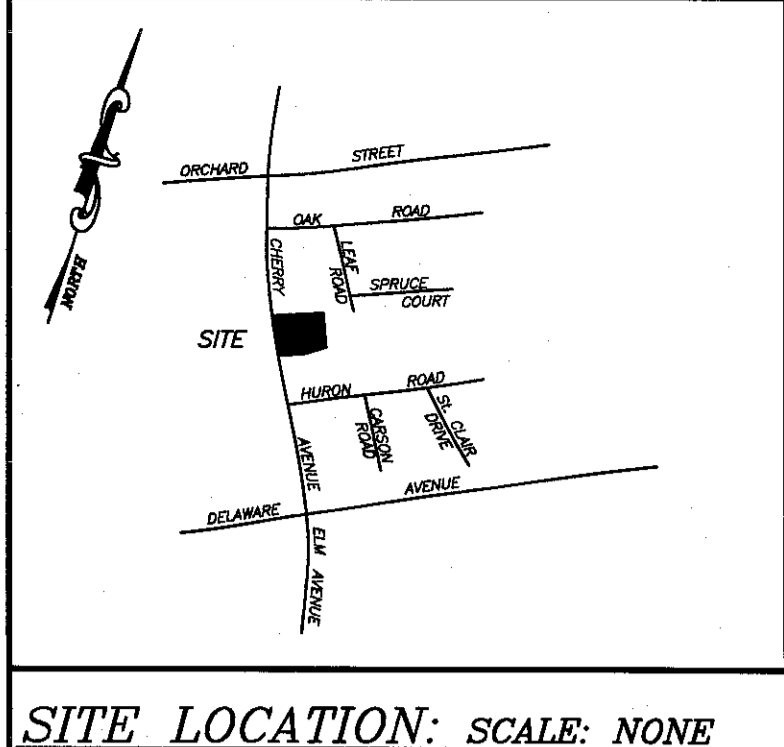 ORCHARD STREET
OAK ROAD
CHERRY
LEAF
ROAD
SPRUCE
COURT
NORTH
SITE
HURON ROAD
CARSON
ROAD
St. CLAIR
DRIVE
AVENUE
DELAWARE AVENUE
ELM AVENUE
SITE LOCATION: SCALE: NONE